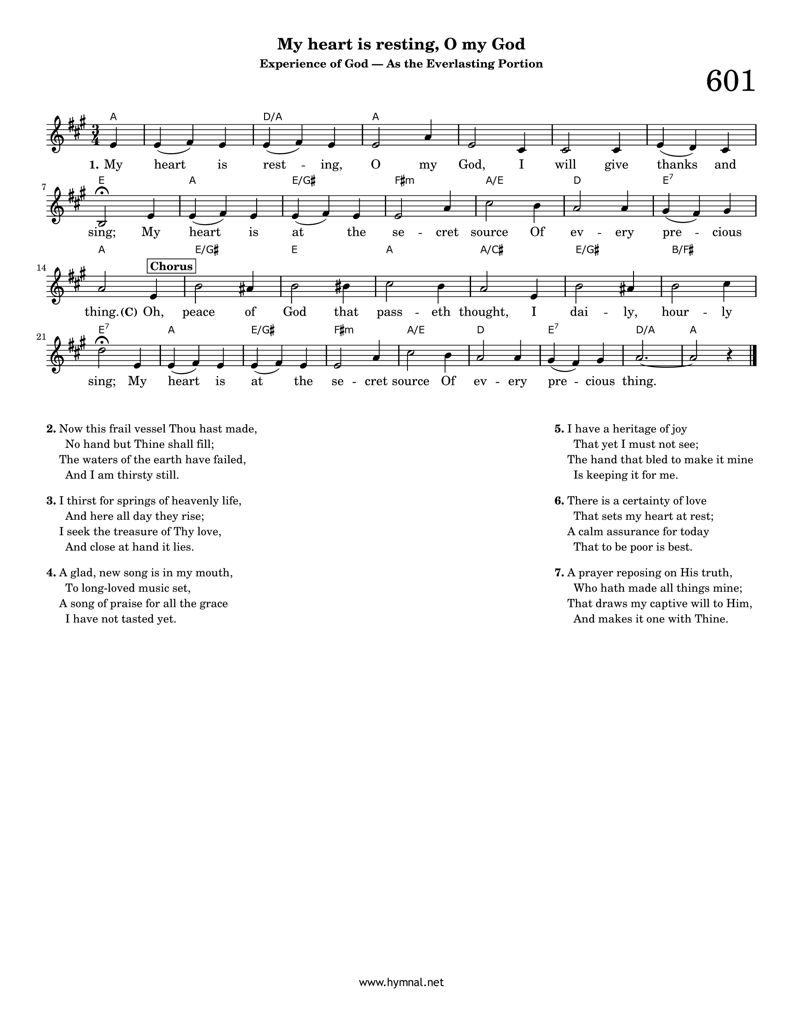 My heart is resting, O my God
Experience of God — As the Everlasting Portion
601
A D/A A
1. My heart is rest - ing, O my God, I will give thanks and
7 E A E/G♯ F♯m A/E D E7
sing; My heart is at the se - cret source Of ev - ery pre - cious
A E/G♯ E A A/C♯ E/G♯ B/F♯
14 Chorus
thing. (C) Oh, peace of God that pass - eth thought, I dai - ly, hour - ly
21 E7 A E/G♯ F♯m A/E D E7 D/A A
sing; My heart is at the se - cret source Of ev - ery pre - cious thing.
2. Now this frail vessel Thou hast made,
No hand but Thine shall fill;
The waters of the earth have failed,
And I am thirsty still.
3. I thirst for springs of heavenly life,
And here all day they rise;
I seek the treasure of Thy love,
And close at hand it lies.
4. A glad, new song is in my mouth,
To long-loved music set,
A song of praise for all the grace
I have not tasted yet.
5. I have a heritage of joy
That yet I must not see;
The hand that bled to make it mine
Is keeping it for me.
6. There is a certainty of love
That sets my heart at rest;
A calm assurance for today
That to be poor is best.
7. A prayer reposing on His truth,
Who hath made all things mine;
That draws my captive will to Him,
And makes it one with Thine.
www.hymnal.net